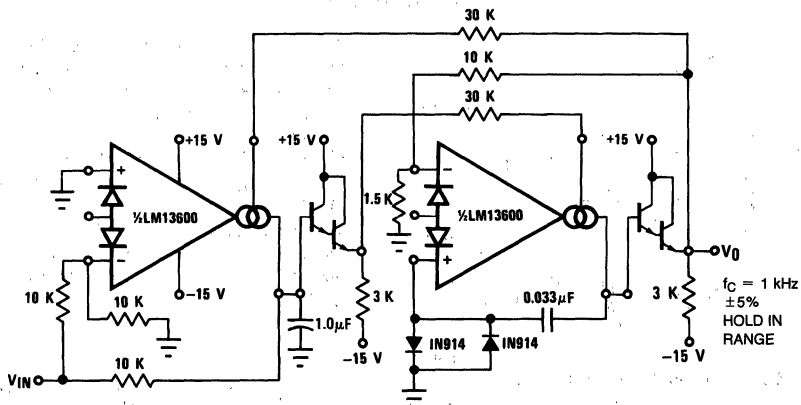 30 K
10 K
30 K
+15 V
+15 V
+15 V
+
−
1.5 K
½LM13600
½LM13600
−
+
−15 V
10 K
10 K
1.0μF
3 K
−15 V
0.033μF
IN914
IN914
VO
3 K
−15 V
fC = 1 kHz
±5%
HOLD IN
RANGE
10 K
VIN